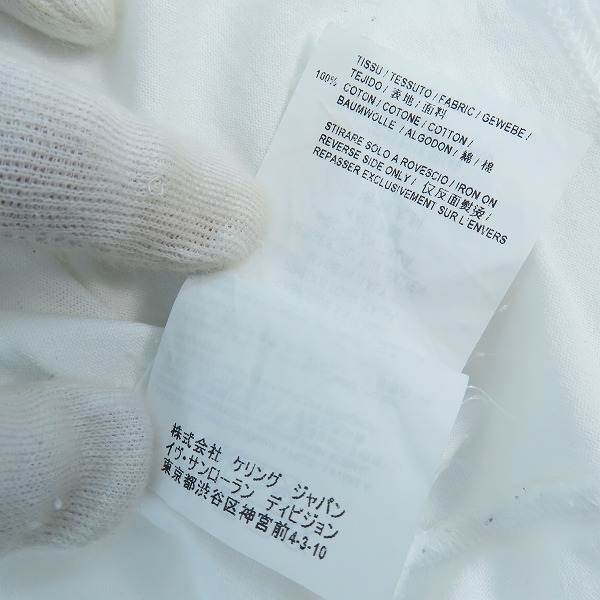 TISSU / TESSUTO / FABRIC / GEWEBE /
TEJIDO / 表地 / 面料
100% COTON / COTONE / COTTON /
BAUMWOLLE / ALGODON / 綿 / 棉
STIRARE SOLO A ROVESCIO / IRON ON
REVERSE SIDE ONLY / 仅反面熨烫 /
REPASSER EXCLUSIVEMENT SUR L'ENVERS
株式会社 ケリング ジャパン
イヴ・サンローラン ディビジョン
東京都渋谷区神宮前4-3-10